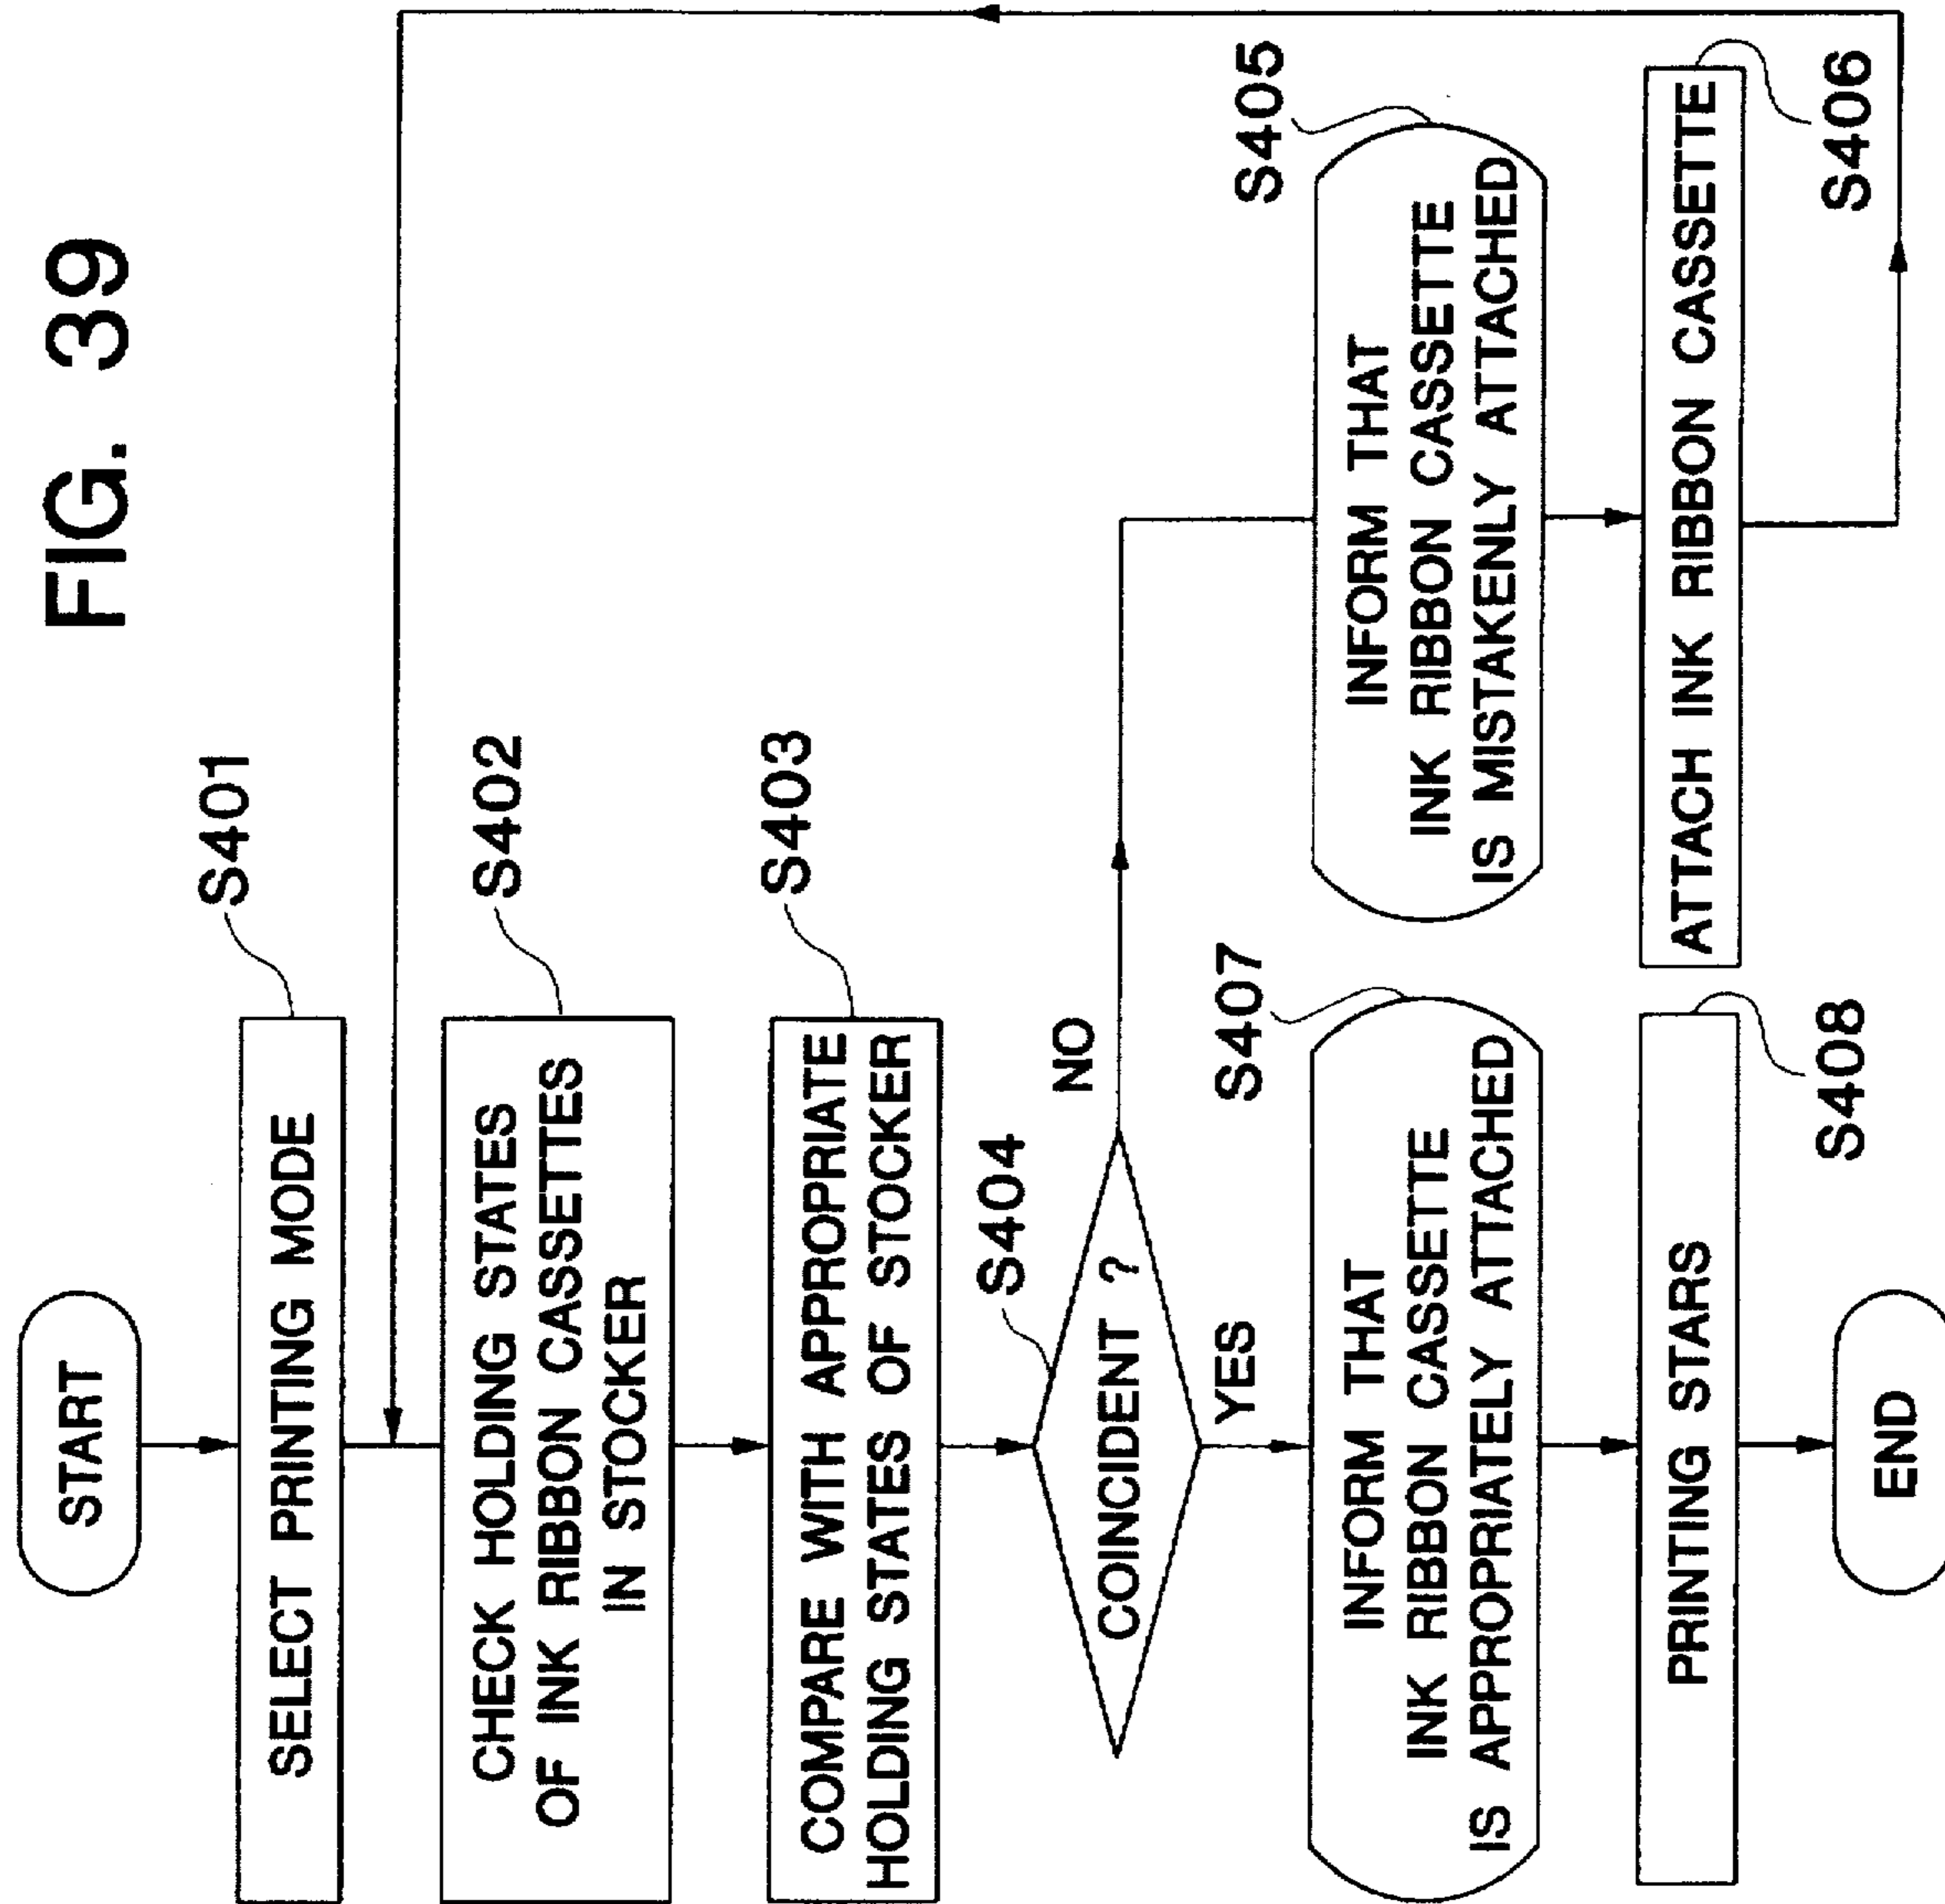 FIG. 39
START
S401
SELECT PRINTING MODE
S402
CHECK HOLDING STATES
OF INK RIBBON CASSETTES
IN STOCKER
S403
COMPARE WITH APPROPRIATE
HOLDING STATES OF STOCKER
S404
COINCIDENT ?
NO
YES
S405
INFORM THAT
INK RIBBON CASSETTE
IS MISTAKENLY ATTACHED
ATTACH INK RIBBON CASSETTE
S406
S407
INFORM THAT
INK RIBBON CASSETTE
IS APPROPRIATELY ATTACHED
PRINTING STARS
S408
END